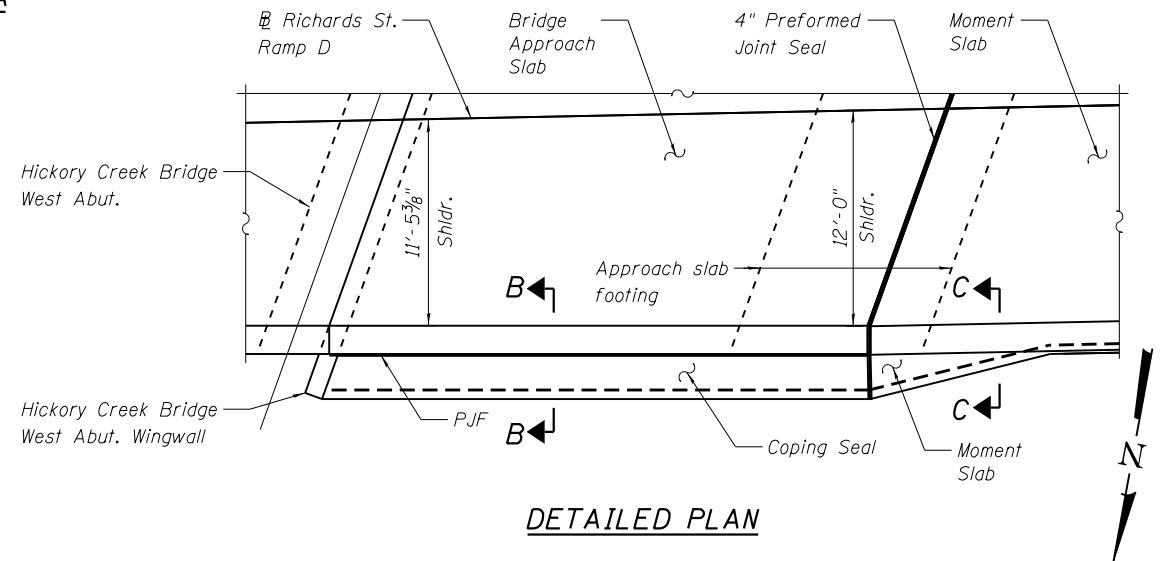 ℄ Richards St.
Ramp D
Bridge
Approach
Slab
4" Preformed
Joint Seal
Moment
Slab
Hickory Creek Bridge
West Abut.
11'-5⅜"
Shldr.
12'-0"
Shldr.
Approach slab
footing
B
C
Hickory Creek Bridge
West Abut. Wingwall
PJF
B
C
Coping Seal
Moment
Slab
N
DETAILED PLAN